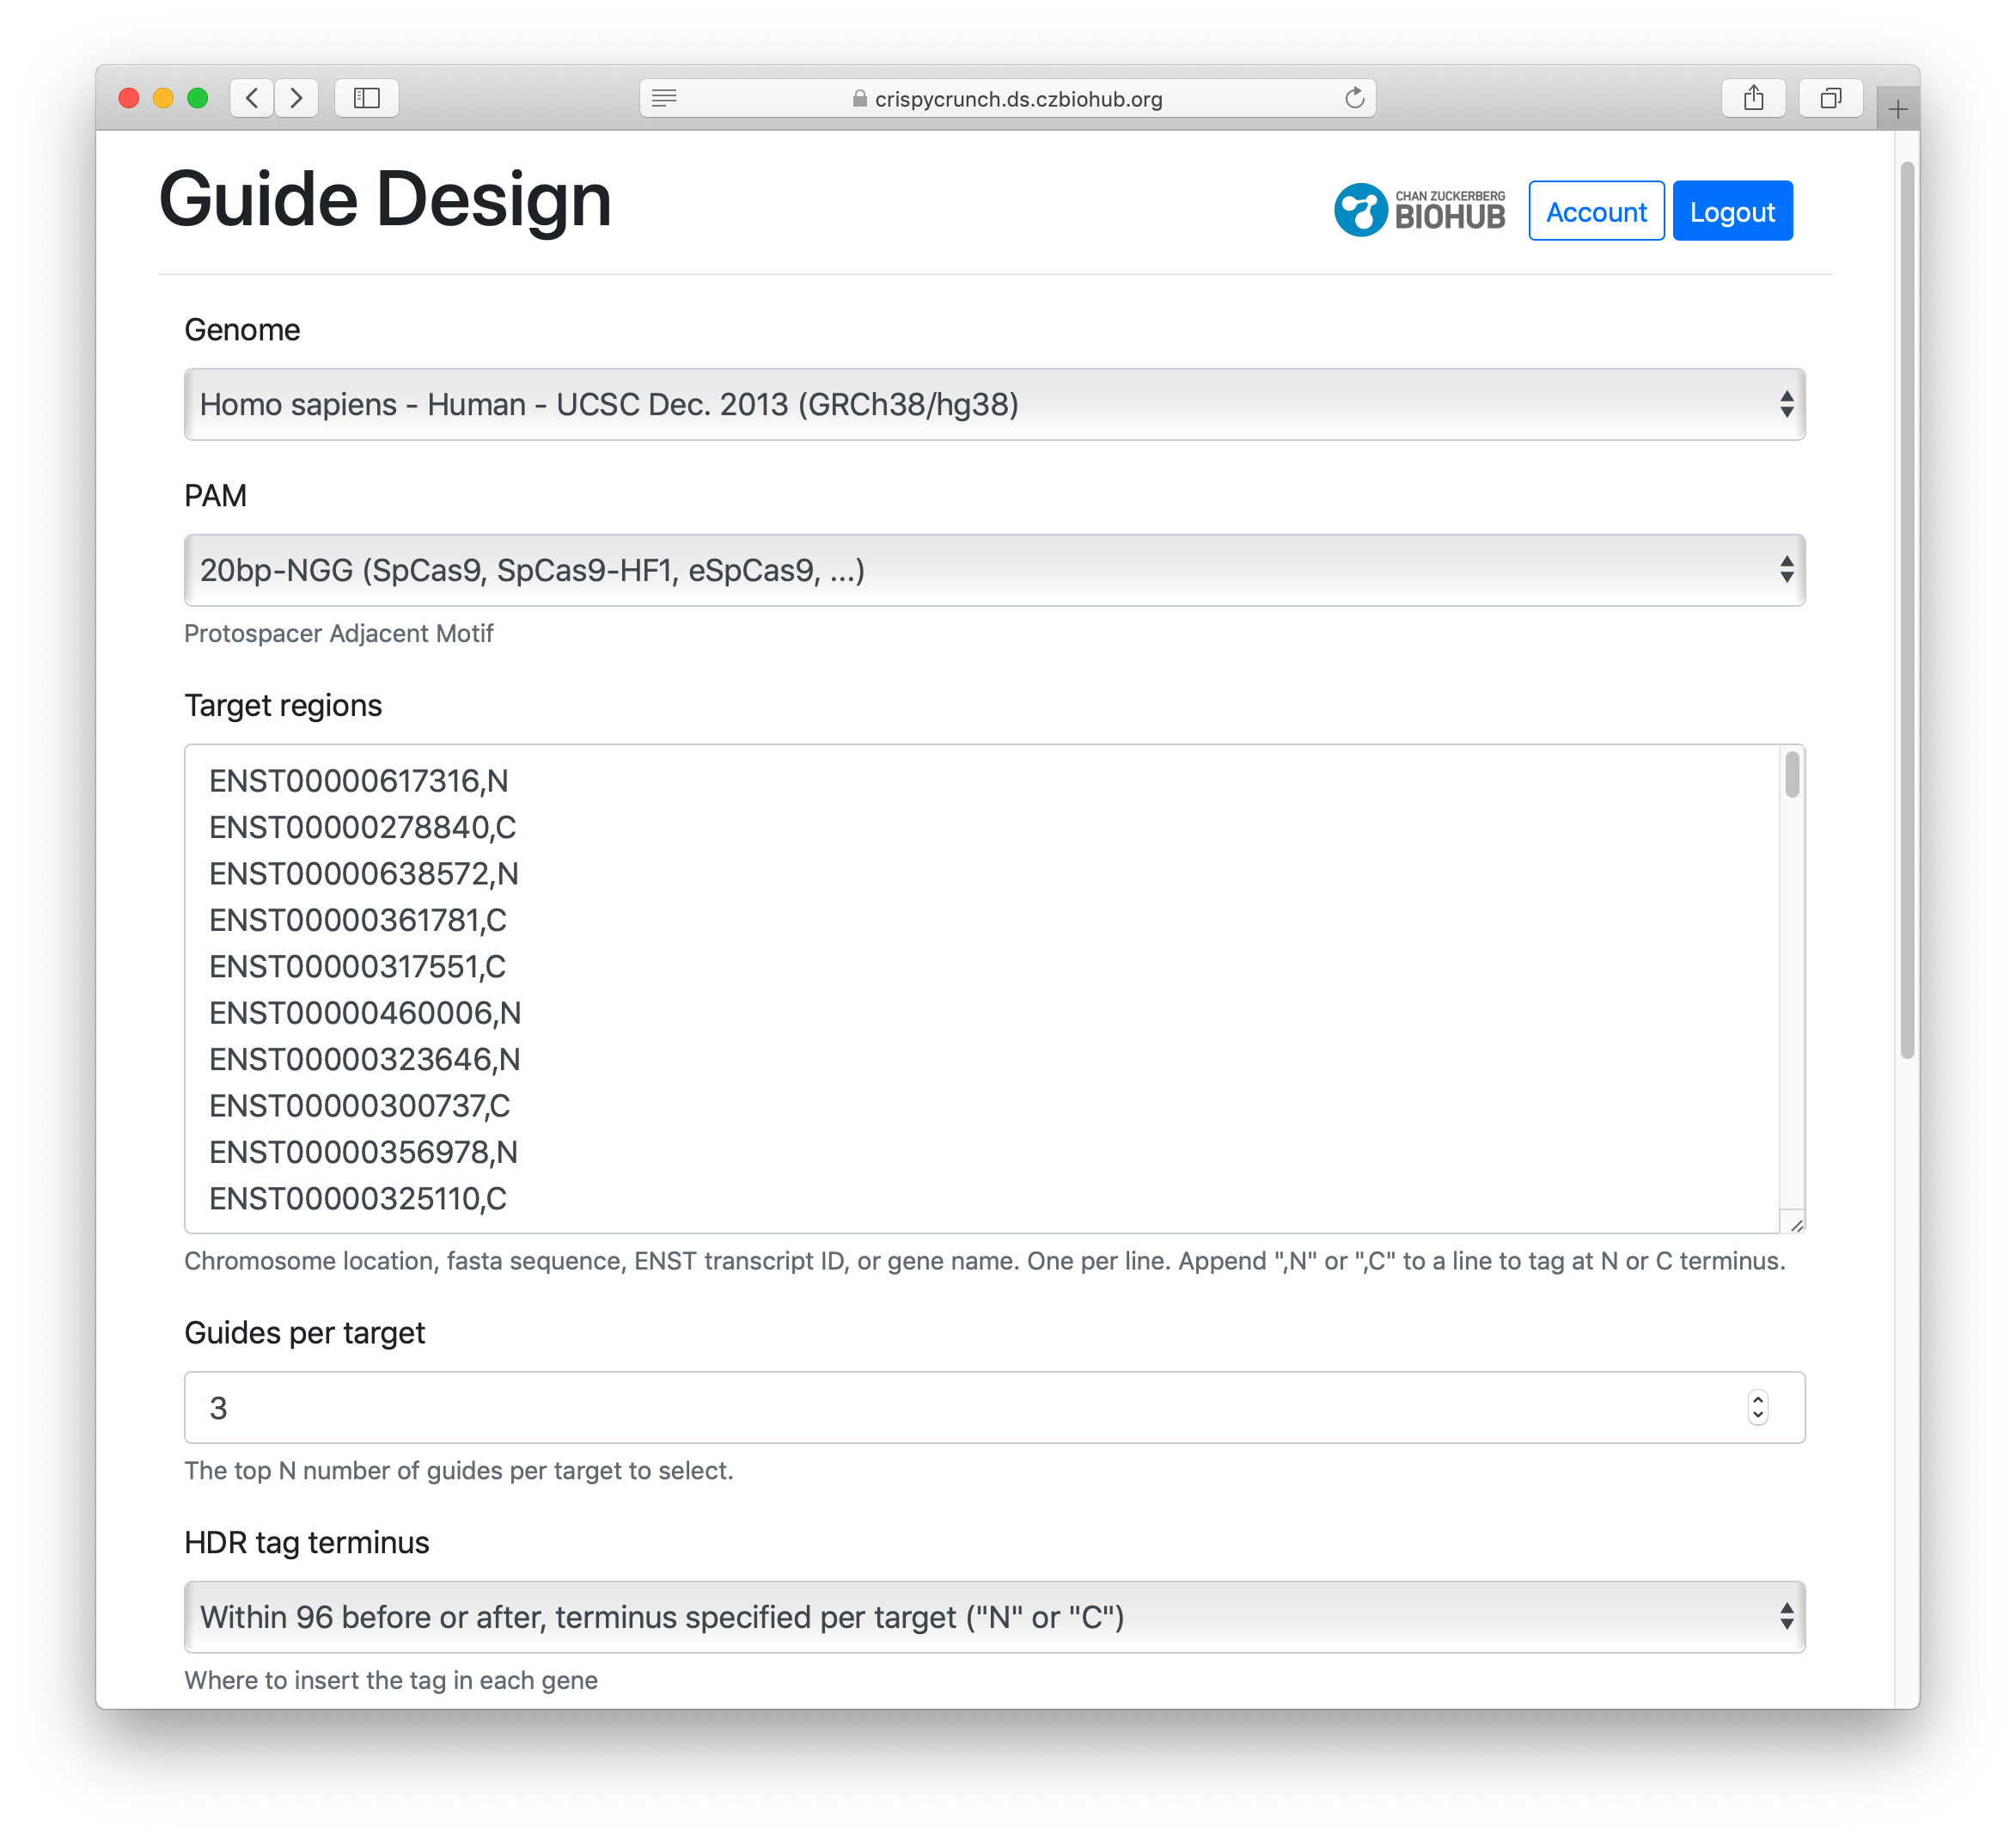 crispycrunch.ds.czbiohub.org
Guide Design
CHAN ZUCKERBERG
BIOHUB
Account
Logout
Genome
Homo sapiens - Human - UCSC Dec. 2013 (GRCh38/hg38)
PAM
20bp-NGG (SpCas9, SpCas9-HF1, eSpCas9, ...)
Protospacer Adjacent Motif
Target regions
ENST00000617316,N
ENST00000278840,C
ENST00000638572,N
ENST00000361781,C
ENST00000317551,C
ENST00000460006,N
ENST00000323646,N
ENST00000300737,C
ENST00000356978,N
ENST00000325110,C
Chromosome location, fasta sequence, ENST transcript ID, or gene name. One per line. Append ",N" or ",C" to a line to tag at N or C terminus.
Guides per target
3
The top N number of guides per target to select.
HDR tag terminus
Within 96 before or after, terminus specified per target ("N" or "C")
Where to insert the tag in each gene